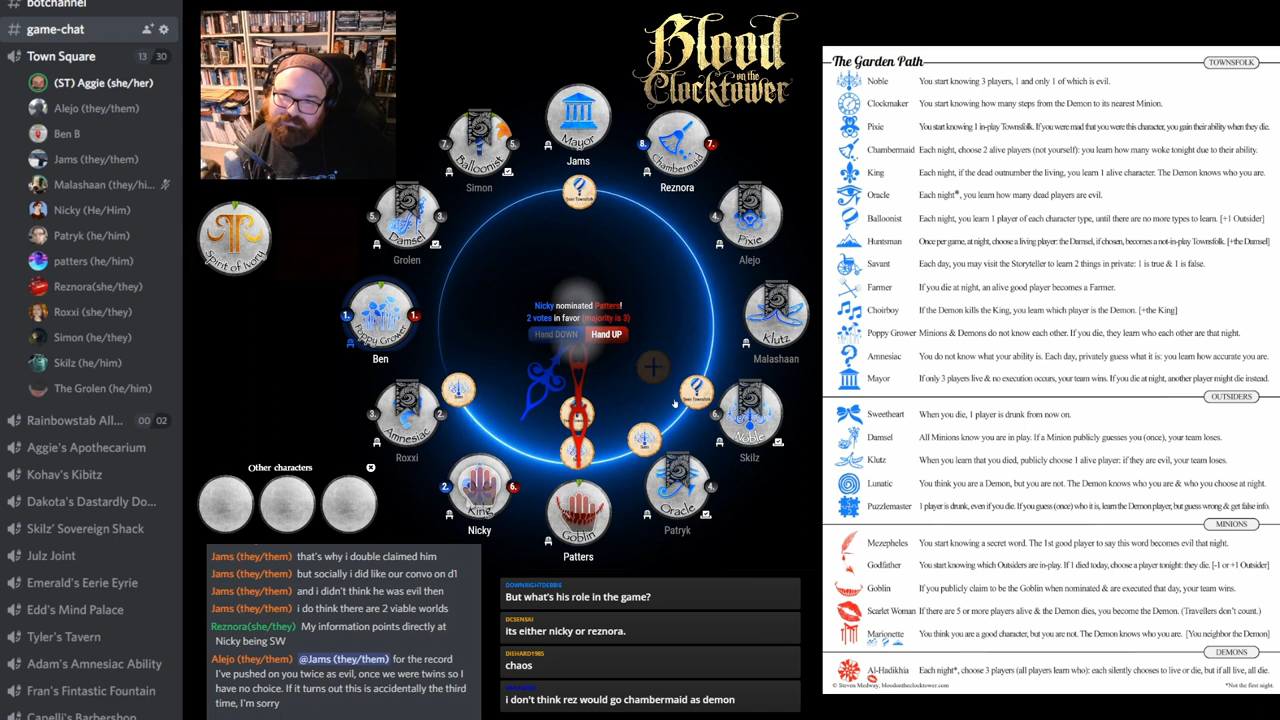 botchannel
# game-chat
Town Square 13 30
(ST) Aggie (she/her)
Alejo (they/them)
Ben B
Jams (they/them)
Malashaan (they/hi...
Nicky (He/Him)
Patryk (he/him)
patters (he/him)
Reznora(she/they)
Roxxi (she/they)
Simon (he/they)
Skilz (he/him)
The Grolen (he/him)
Rainbowstab All... 00 02
Aggie's Apothecarium
Kohay's Kibitz
Dakota's Dastardly Do...
Skilz' Sovereign Shack
Julz Joint
Emerald's Eerie Eyrie
Edd's Mind Palace
Tyler's Tavern
Adam's Amnesiac Ability
Fran's Fantastic Fountain
Capelli's Barbershop
Blood
on the
Clocktower
Spirit of Ivory
Mayor
Jams
8. Chambermaid 7.
Reznora
4. Pixie
Alejo
Klutz
Malashaan
6. Noble
Skilz
Oracle 4.
Patryk
Goblin
Patters
2. King 6.
Nicky
3. Amnesiac 2.
Roxxi
1. Poppy Grower 1.
Ben
5. Damsel 3.
Grolen
7. Balloonist 5.
Simon
Seen Townsfolk
Seen Townsfolk
Seen
Seen
Nicky nominated Patters!
2 votes in favor (majority is 3)
Hand DOWN Hand UP
Other characters
Jams (they/them) that's why i double claimed him
Jams (they/them) but socially i did like our convo on d1
Jams (they/them) and i didn't think he was evil then
Jams (they/them) i do think there are 2 viable worlds
Reznora(she/they) My information points directly at
Nicky being SW
Alejo (they/them) @Jams (they/them) for the record
I've pushed on you twice as evil, once we were twins so I
have no choice. If it turns out this is accidentally the third
time, I'm sorry
DOWNRIGHTDEBBIE
But what's his role in the game?
DCSENSAI
its either nicky or reznora.
DIEHARD1985
chaos
i don't think rez would go chambermaid as demon
The Garden Path
TOWNSFOLK
Noble You start knowing 3 players, 1 and only 1 of which is evil.
Clockmaker You start knowing how many steps from the Demon to its nearest Minion.
Pixie You start knowing 1 in-play Townsfolk. If you were mad that you were this character, you gain their ability when they die.
Chambermaid Each night, choose 2 alive players (not yourself): you learn how many woke tonight due to their ability.
King Each night, if the dead outnumber the living, you learn 1 alive character. The Demon knows who you are.
Oracle Each night*, you learn how many dead players are evil.
Balloonist Each night, you learn 1 player of each character type, until there are no more types to learn. [+1 Outsider]
Huntsman Once per game, at night, choose a living player: the Damsel, if chosen, becomes a not-in-play Townsfolk. [+the Damsel]
Savant Each day, you may visit the Storyteller to learn 2 things in private: 1 is true & 1 is false.
Farmer If you die at night, an alive good player becomes a Farmer.
Choirboy If the Demon kills the King, you learn which player is the Demon. [+the King]
Poppy Grower Minions & Demons do not know each other. If you die, they learn who each other are that night.
Amnesiac You do not know what your ability is. Each day, privately guess what it is: you learn how accurate you are.
Mayor If only 3 players live & no execution occurs, your team wins. If you die at night, another player might die instead.
OUTSIDERS
Sweetheart When you die, 1 player is drunk from now on.
Damsel All Minions know you are in play. If a Minion publicly guesses you (once), your team loses.
Klutz When you learn that you died, publicly choose 1 alive player: if they are evil, your team loses.
Lunatic You think you are a Demon, but you are not. The Demon knows who you are & who you choose at night.
Puzzlemaster 1 player is drunk, even if you die. If you guess (once) who it is, learn the Demon player, but guess wrong & get false info.
MINIONS
Mezepheles You start knowing a secret word. The 1st good player to say this word becomes evil that night.
Godfather You start knowing which Outsiders are in-play. If 1 died today, choose a player tonight: they die. [-1 or +1 Outsider]
Goblin If you publicly claim to be the Goblin when nominated & are executed that day, your team wins.
Scarlet Woman If there are 5 or more players alive & the Demon dies, you become the Demon. (Travellers don't count.)
Marionette You think you are a good character, but you are not. The Demon knows who you are. [You neighbor the Demon]
DEMONS
Al-Hadikhia Each night*, choose 3 players (all players learn who): each silently chooses to live or die, but if all live, all die.
© Steven Medway, bloodontheclocktower.com *Not the first night.